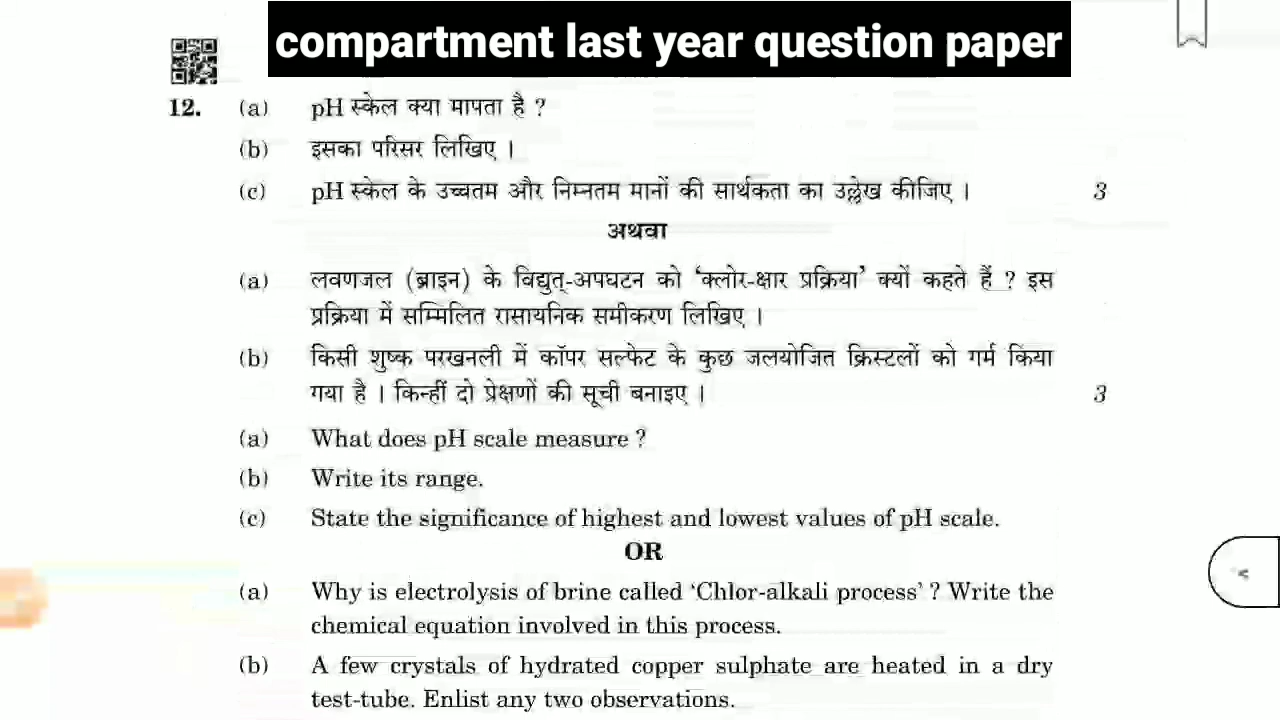 compartment last year question paper
12. (a) pH स्केल क्या मापता है ?
(b) इसका परिसर लिखिए ।
(c) pH स्केल के उच्चतम और निम्नतम मानों की सार्थकता का उल्लेख कीजिए । 3
अथवा
(a) लवणजल (ब्राइन) के विद्युत्-अपघटन को ‘क्लोर-क्षार प्रक्रिया’ क्यों कहते हैं ? इस
प्रक्रिया में सम्मिलित रासायनिक समीकरण लिखिए ।
(b) किसी शुष्क परखनली में कॉपर सल्फेट के कुछ जलयोजित क्रिस्टलों को गर्म किया
गया है । किन्हीं दो प्रेक्षणों की सूची बनाइए । 3
(a) What does pH scale measure ?
(b) Write its range.
(c) State the significance of highest and lowest values of pH scale.
OR
(a) Why is electrolysis of brine called ‘Chlor-alkali process’ ? Write the
chemical equation involved in this process.
(b) A few crystals of hydrated copper sulphate are heated in a dry
test-tube. Enlist any two observations.